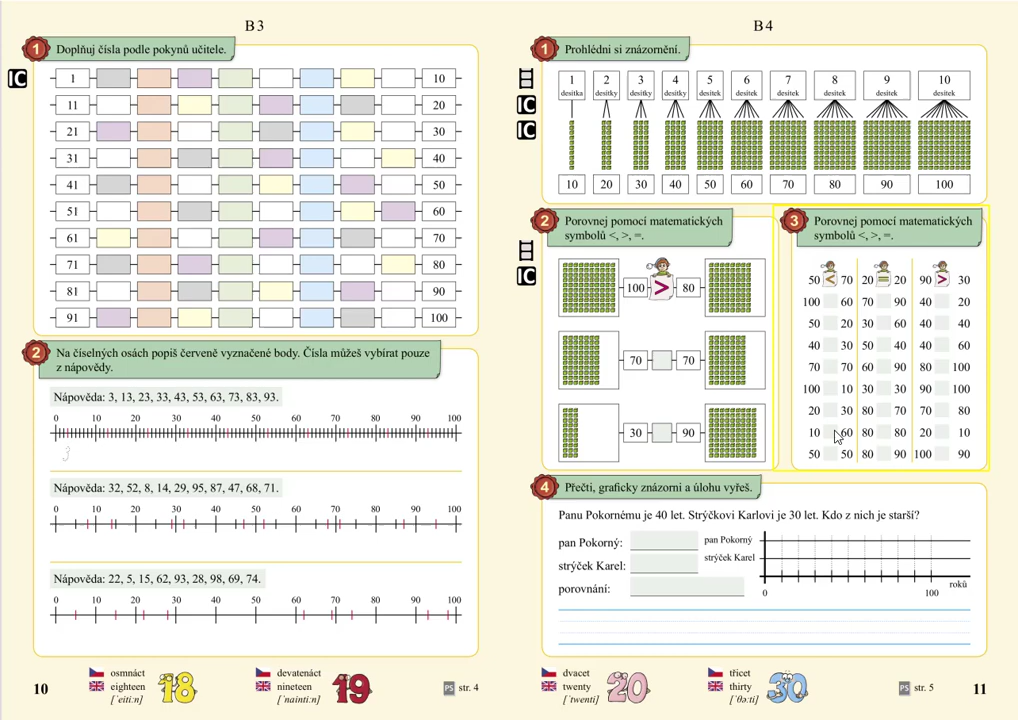 B 3
1 Doplňuj čísla podle pokynů učitele.
IC
1 10
11 20
21 30
31 40
41 50
51 60
61 70
71 80
81 90
91 100
2 Na číselných osách popiš červeně vyznačené body. Čísla můžeš vybírat pouze
z nápovědy.
Nápověda: 3, 13, 23, 33, 43, 53, 63, 73, 83, 93.
0 10 20 30 40 50 60 70 80 90 100
3
Nápověda: 32, 52, 8, 14, 29, 95, 87, 47, 68, 71.
0 10 20 30 40 50 60 70 80 90 100
Nápověda: 22, 5, 15, 62, 93, 28, 98, 69, 74.
0 10 20 30 40 50 60 70 80 90 100
10
osmnáct
eighteen
[ˈeitiːn]
18
devatenáct
nineteen
[ˈnaintiːn]
19
PS str. 4
B 4
1 Prohlédni si znázornění.
IC
IC
1 2 3 4 5 6 7 8 9 10
desítka desítky desítky desítky desítek desítek desítek desítek desítek desítek
10 20 30 40 50 60 70 80 90 100
2 Porovnej pomocí matematických
symbolů <, >, =.
IC
100 > 80
70 70
30 90
3 Porovnej pomocí matematických
symbolů <, >, =.
50 < 70 20 = 20 90 > 30
100 60 70 90 40 20
50 20 30 60 40 40
40 30 50 40 40 60
70 70 60 90 80 100
100 10 30 30 90 100
20 30 80 70 70 80
10 60 80 80 20 10
50 50 80 90 100 90
4 Přečti, graficky znázorni a úlohu vyřeš.
Panu Pokornému je 40 let. Strýčkovi Karlovi je 30 let. Kdo z nich je starší?
pan Pokorný:
strýček Karel:
porovnání:
pan Pokorný
strýček Karel
roků
0 100
dvacet
twenty
[ˈtwenti]
20
třicet
thirty
[ˈθəːti]
30
PS str. 5
11